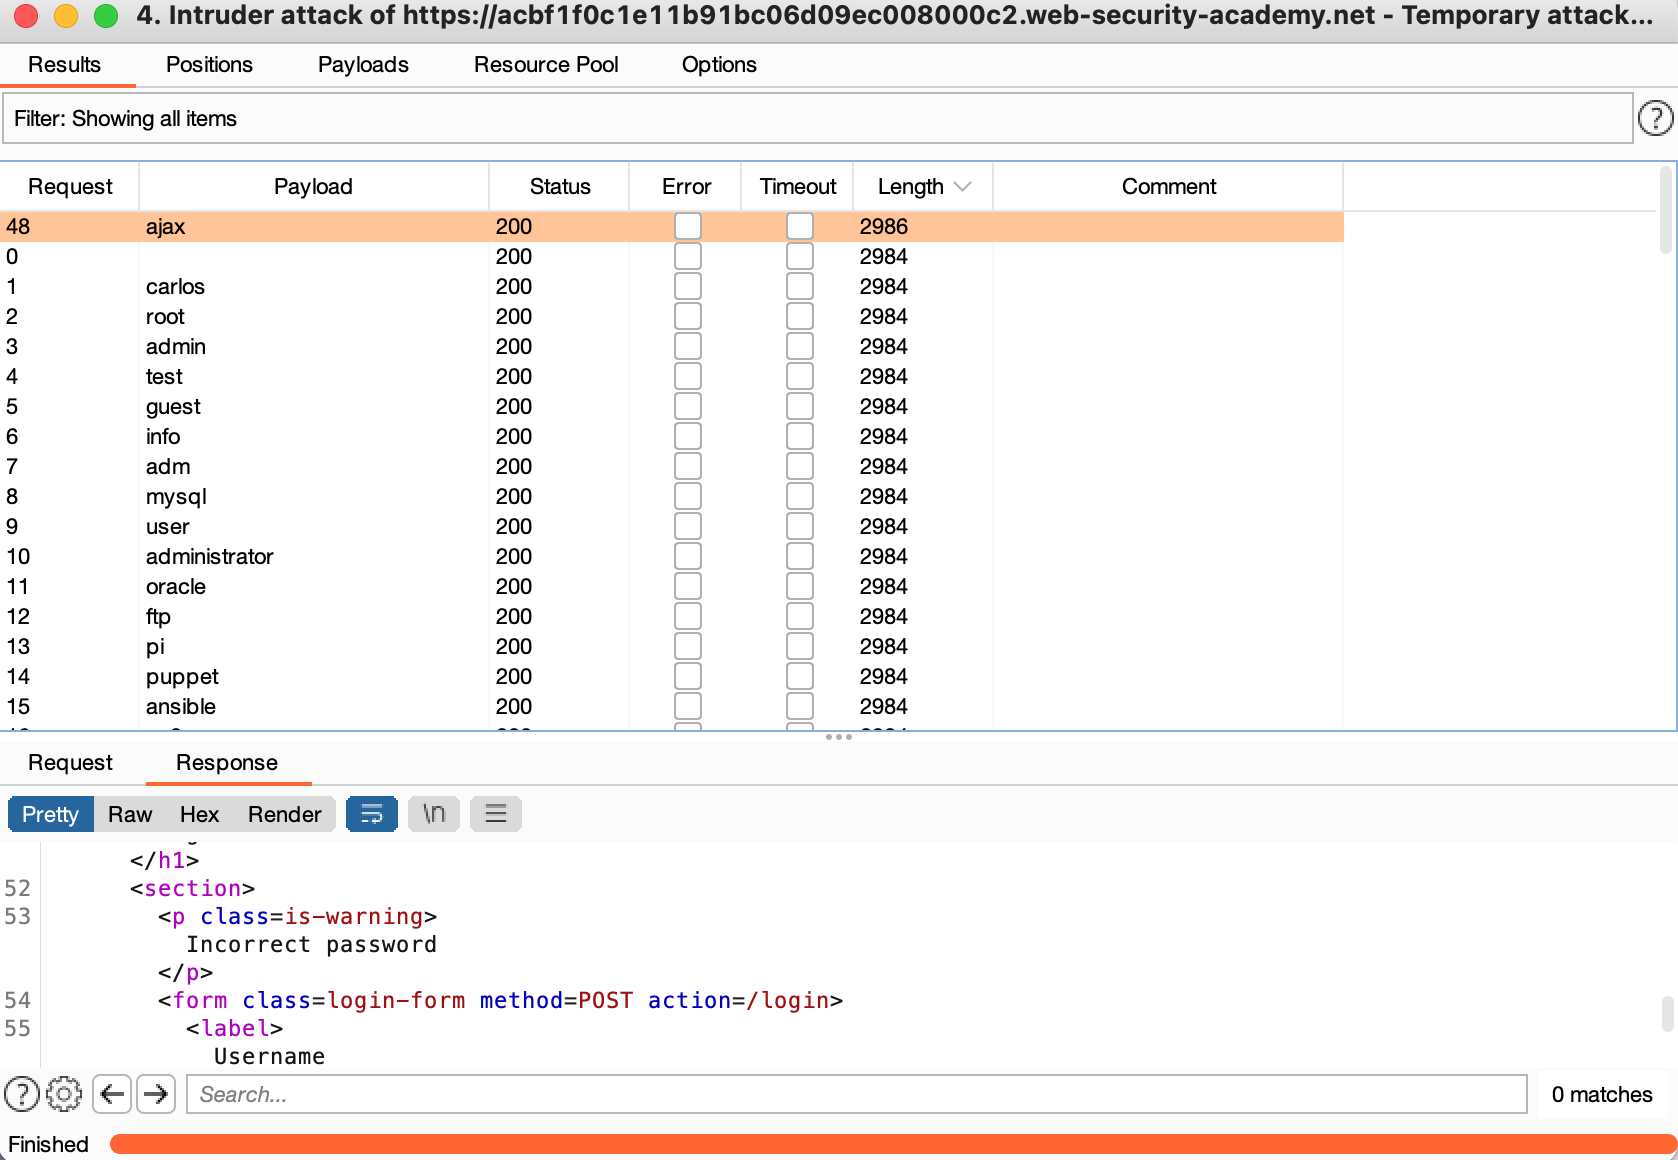 4. Intruder attack of https://acbf1f0c1e11b91bc06d09ec008000c2.web-security-academy.net - Temporary attack...
Results Positions Payloads Resource Pool Options
Filter: Showing all items ?
Request Payload Status Error Timeout Length Comment
48 ajax 200 2986
0 200 2984
1 carlos 200 2984
2 root 200 2984
3 admin 200 2984
4 test 200 2984
5 guest 200 2984
6 info 200 2984
7 adm 200 2984
8 mysql 200 2984
9 user 200 2984
10 administrator 200 2984
11 oracle 200 2984
12 ftp 200 2984
13 pi 200 2984
14 puppet 200 2984
15 ansible 200 2984
Request Response
Pretty Raw Hex Render \n
</h1>
52 <section>
53 <p class=is-warning>
Incorrect password
</p>
54 <form class=login-form method=POST action=/login>
55 <label>
Username
? Search... 0 matches
Finished